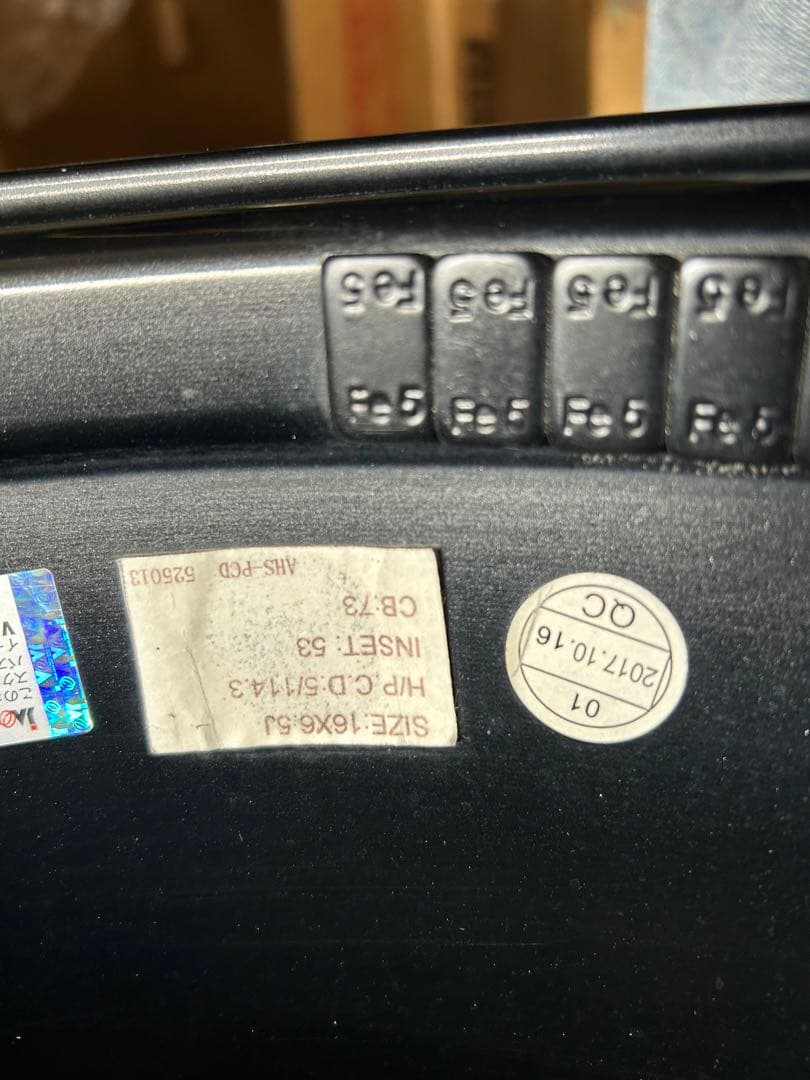 Fe5
Fe5
Fe5
Fe5
Fe5
Fe5
Fe5
Fe5
SIZE:16X6.5J
H/P.C.D:5/114.3
INSET: 53
CB:73
AHS-PCD 525013
01
2017.10.16
QC